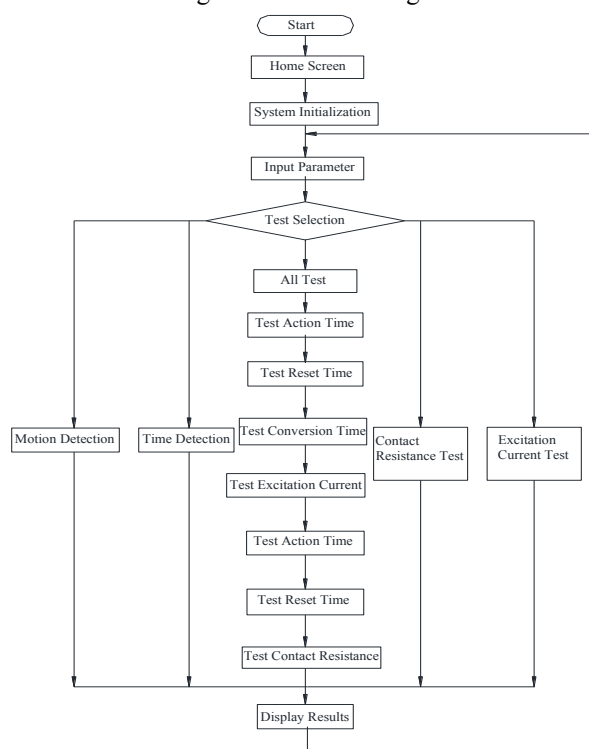 Start
Home Screen
System Initialization
Input Parameter
Test Selection
All Test
Test Action Time
Test Reset Time
Motion Detection
Time Detection
Test Conversion Time
Contact
Resistance Test
Excitation
Current Test
Test Excitation Current
Test Action Time
Test Reset Time
Test Contact Resistance
Display Results